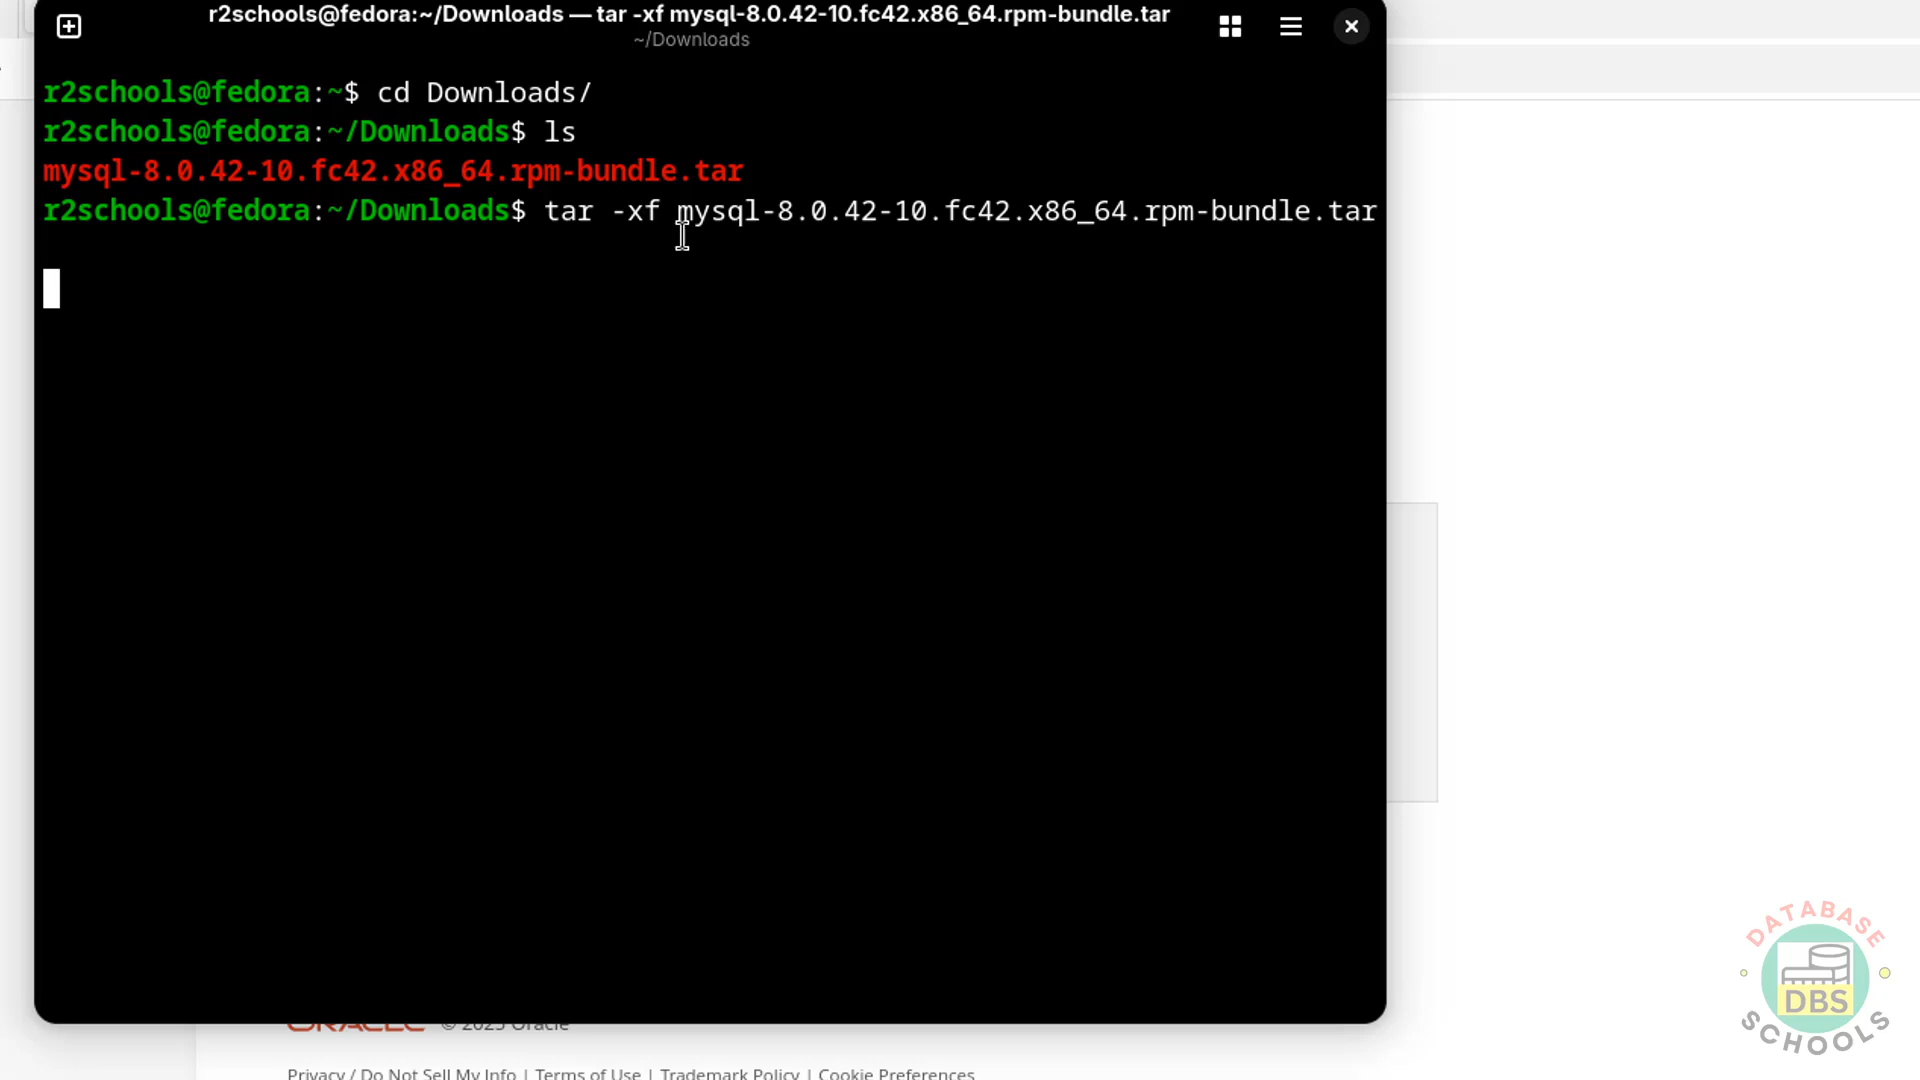 r2schools@fedora:~/Downloads — tar -xf mysql-8.0.42-10.fc42.x86_64.rpm-bundle.tar
~/Downloads
r2schools@fedora:~$ cd Downloads/
r2schools@fedora:~/Downloads$ ls
mysql-8.0.42-10.fc42.x86_64.rpm-bundle.tar
r2schools@fedora:~/Downloads$ tar -xf mysql-8.0.42-10.fc42.x86_64.rpm-bundle.tar
ORACLE © 2025 Oracle
Privacy / Do Not Sell My Info | Terms of Use | Trademark Policy | Cookie Preferences
DATABASE
DBS
SCHOOLS